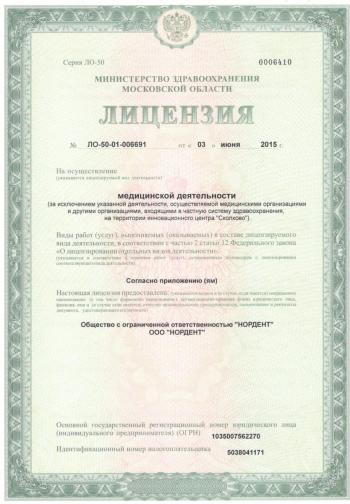 Серия ЛО-50 0006410
МИНИСТЕРСТВО ЗДРАВООХРАНЕНИЯ
МОСКОВСКОЙ ОБЛАСТИ
ЛИЦЕНЗИЯ
№ ЛО-50-01-006691 от « 03 » июня 2015 г.
На осуществление
(указывается лицензируемый вид деятельности)
медицинской деятельности
(за исключением указанной деятельности, осуществляемой медицинскими организациями
и другими организациями, входящими в частную систему здравоохранения,
на территории инновационного центра "Сколково")
Виды работ (услуг), выполняемых (оказываемых) в составе лицензируемого
вида деятельности, в соответствии с частью 2 статьи 12 Федерального закона
«О лицензировании отдельных видов деятельности»:
Согласно приложению (ям)
Настоящая лицензия предоставлена
Общество с ограниченной ответственностью "НОРДЕНТ"
ООО "НОРДЕНТ"
Основной государственный регистрационный номер юридического лица
(индивидуального предпринимателя) (ОГРН) 1035007562270
Идентификационный номер налогоплательщика 5038041171